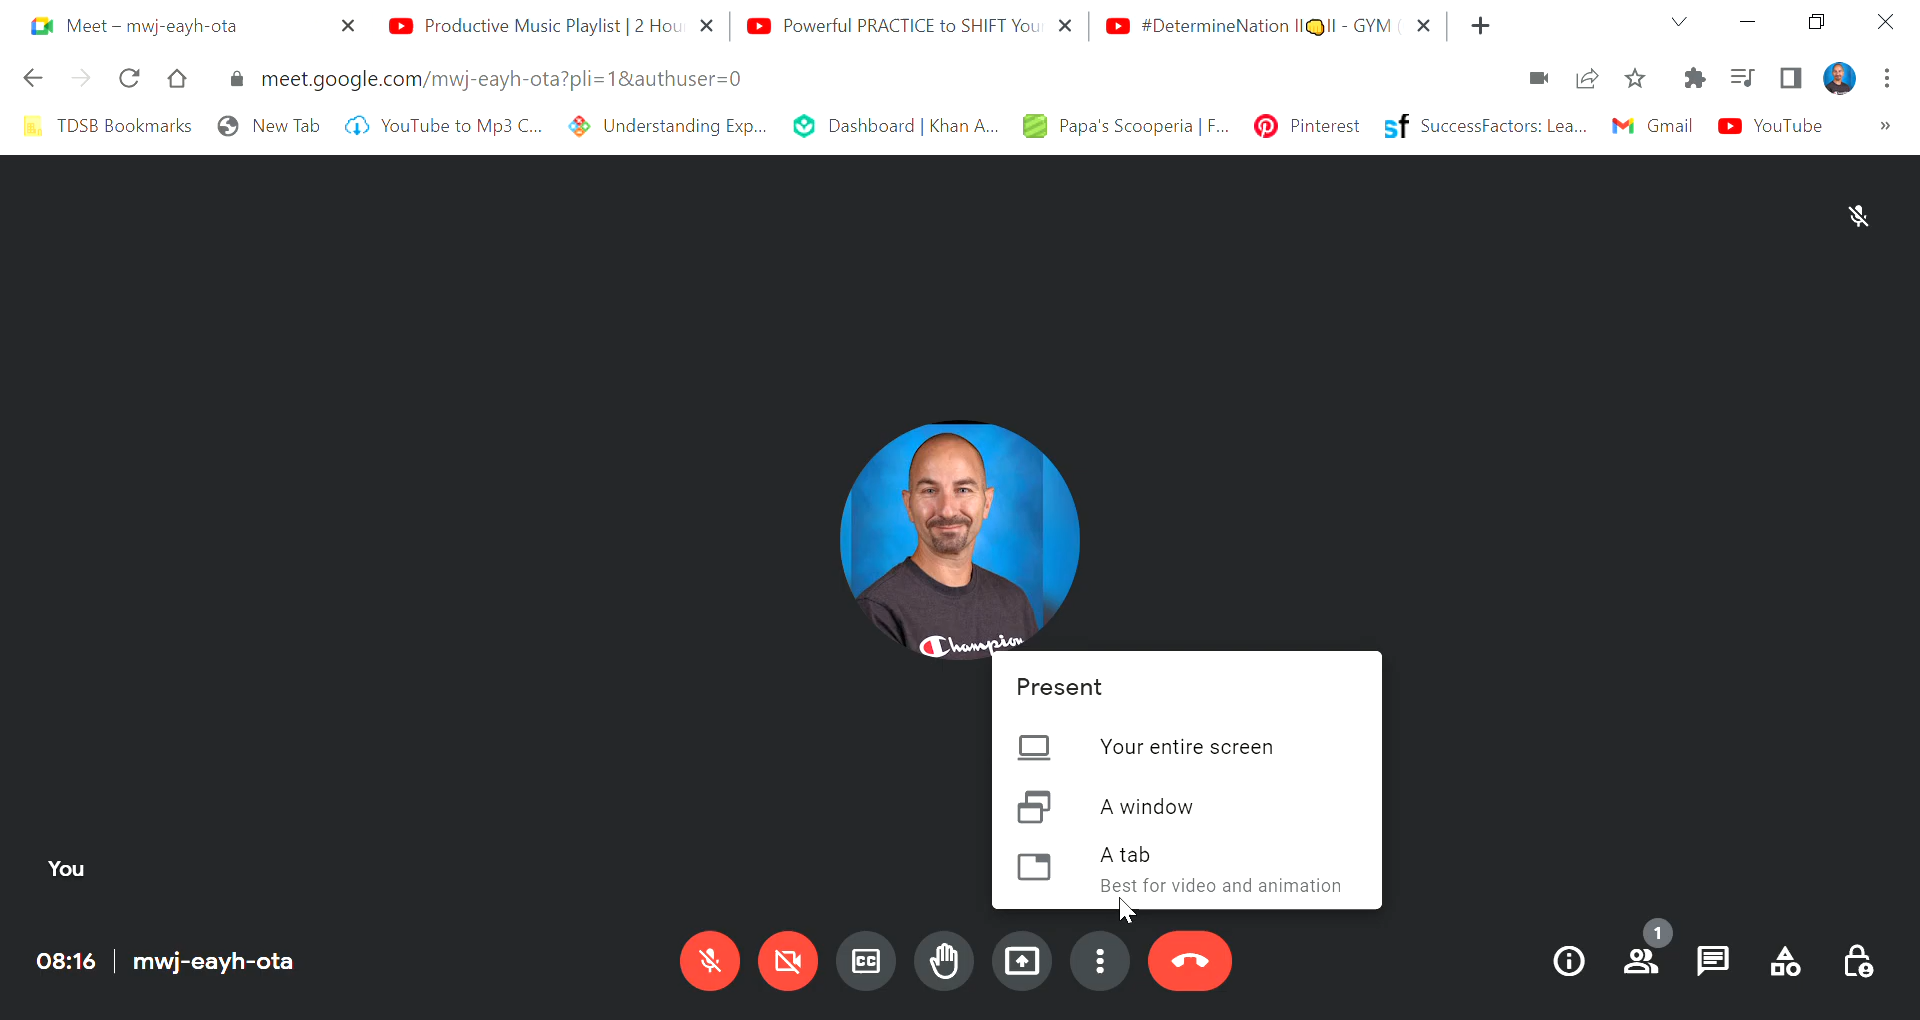 Meet – mwj-eayh-ota
Productive Music Playlist | 2 Hou
Powerful PRACTICE to SHIFT You
#DetermineNation II👊II - GYM (
meet.google.com/mwj-eayh-ota?pli=1&authuser=0
TDSB Bookmarks
New Tab
YouTube to Mp3 C...
Understanding Exp...
Dashboard | Khan A...
Papa's Scooperia | F...
Pinterest
sf
SuccessFactors: Lea...
Gmail
YouTube
»
Champion
Present
Your entire screen
A window
A tab
Best for video and animation
You
08:16 | mwj-eayh-ota
CC
1